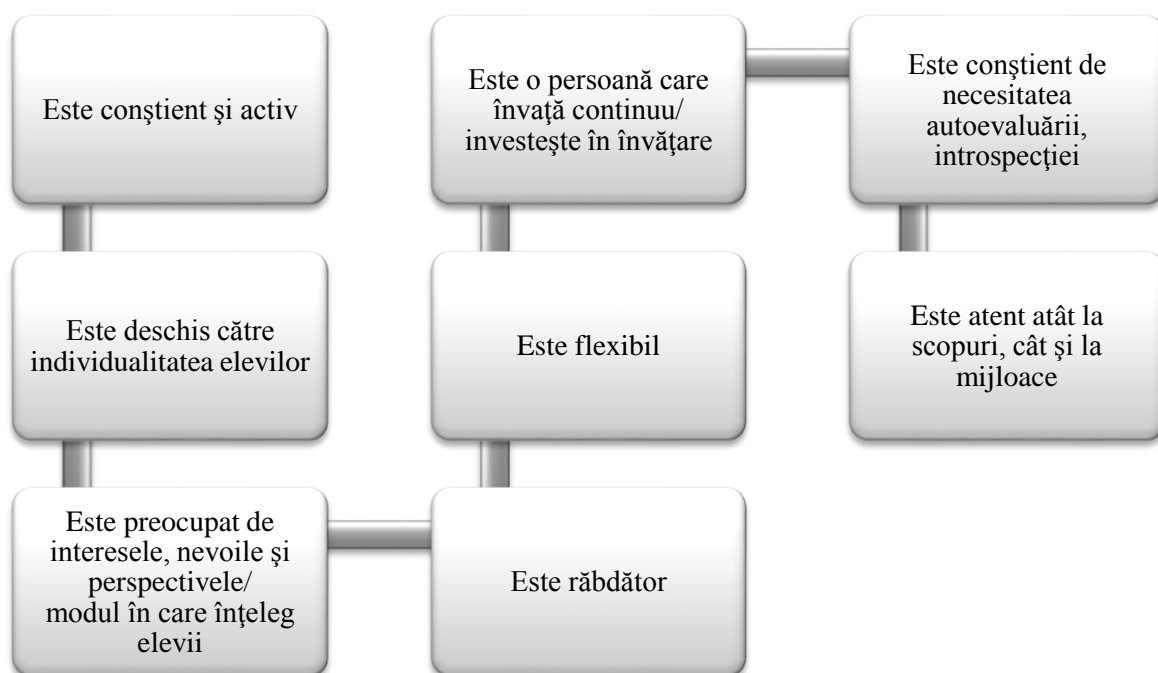 Este conştient şi activ
Este deschis către
individualitatea elevilor
Este preocupat de
interesele, nevoile şi
perspectivele/
modul în care înţeleg
elevii
Este răbdător
Este flexibil
Este o persoană care
învaţă continuu/
investeşte în învăţare
Este conştient de
necesitatea
autoevaluării,
introspecţiei
Este atent atât la
scopuri, cât şi la
mijloace